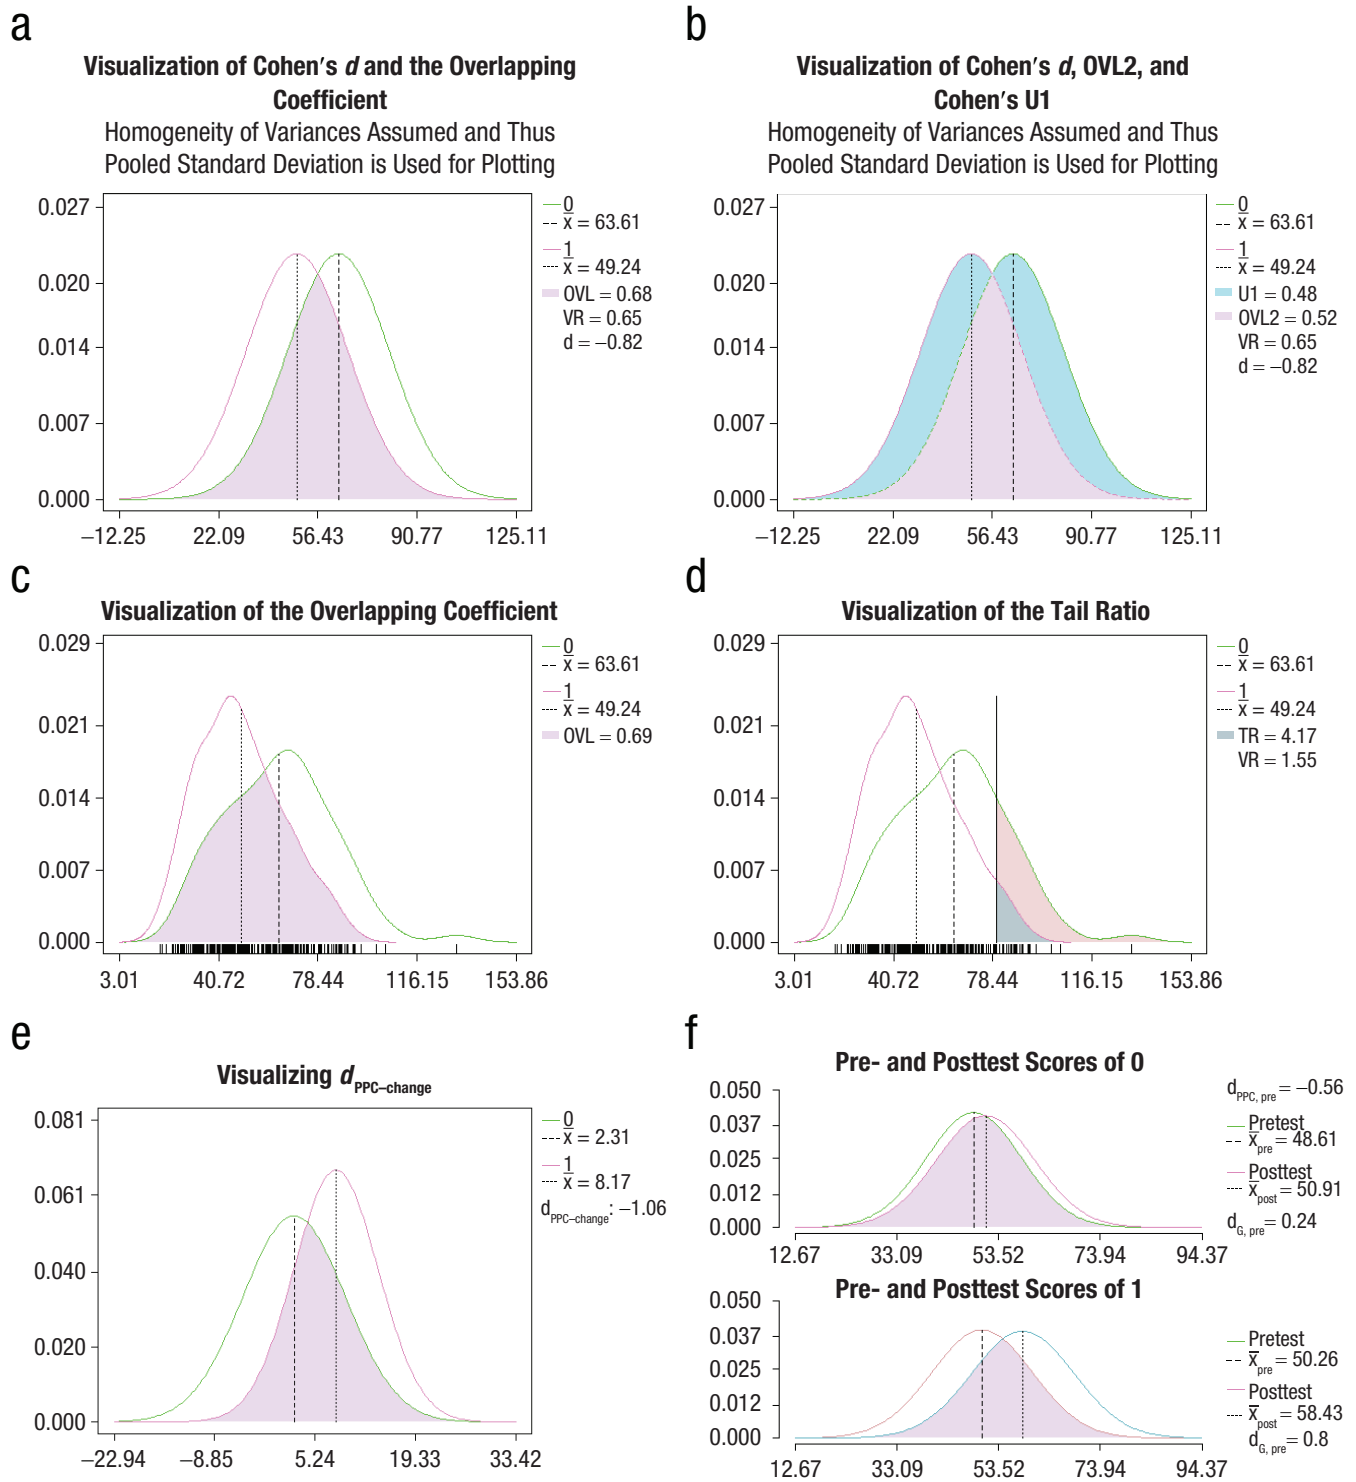 a
Visualization of Cohen's d and the Overlapping
Coefficient
Homogeneity of Variances Assumed and Thus
Pooled Standard Deviation is Used for Plotting
0.027
0.020
0.014
0.007
0.000
−12.25 22.09 56.43 90.77 125.11
0
x̅ = 63.61
1
x̅ = 49.24
OVL = 0.68
VR = 0.65
d = −0.82
b
Visualization of Cohen's d, OVL2, and
Cohen's U1
Homogeneity of Variances Assumed and Thus
Pooled Standard Deviation is Used for Plotting
0.027
0.020
0.014
0.007
0.000
−12.25 22.09 56.43 90.77 125.11
0
x̅ = 63.61
1
x̅ = 49.24
U1 = 0.48
OVL2 = 0.52
VR = 0.65
d = −0.82
c
Visualization of the Overlapping Coefficient
0.029
0.021
0.014
0.007
0.000
3.01 40.72 78.44 116.15 153.86
0
x̅ = 63.61
1
x̅ = 49.24
OVL = 0.69
d
Visualization of the Tail Ratio
0.029
0.021
0.014
0.007
0.000
3.01 40.72 78.44 116.15 153.86
0
x̅ = 63.61
1
x̅ = 49.24
TR = 4.17
VR = 1.55
e
Visualizing d PPC−change
0.081
0.061
0.040
0.020
0.000
−22.94 −8.85 5.24 19.33 33.42
0
x̅ = 2.31
1
x̅ = 8.17
d PPC−change: −1.06
f
Pre- and Posttest Scores of 0
0.050
0.037
0.025
0.012
0.000
12.67 33.09 53.52 73.94 94.37
d PPC, pre = −0.56
Pretest
x̅ pre = 48.61
Posttest
x̅ post = 50.91
d G, pre = 0.24
Pre- and Posttest Scores of 1
0.050
0.037
0.025
0.012
0.000
12.67 33.09 53.52 73.94 94.37
Pretest
x̅ pre = 50.26
Posttest
x̅ post = 58.43
d G, pre = 0.8